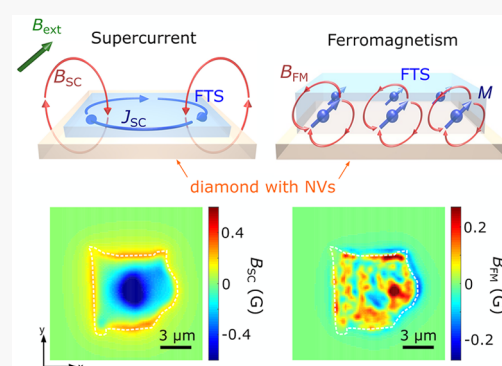 B_ext
Supercurrent
Ferromagnetism
B_SC
FTS
J_SC
B_FM
FTS
M
diamond with NVs
0.4
0
-0.4
B_SC (G)
3 μm
0.2
0
-0.2
B_FM (G)
3 μm
y